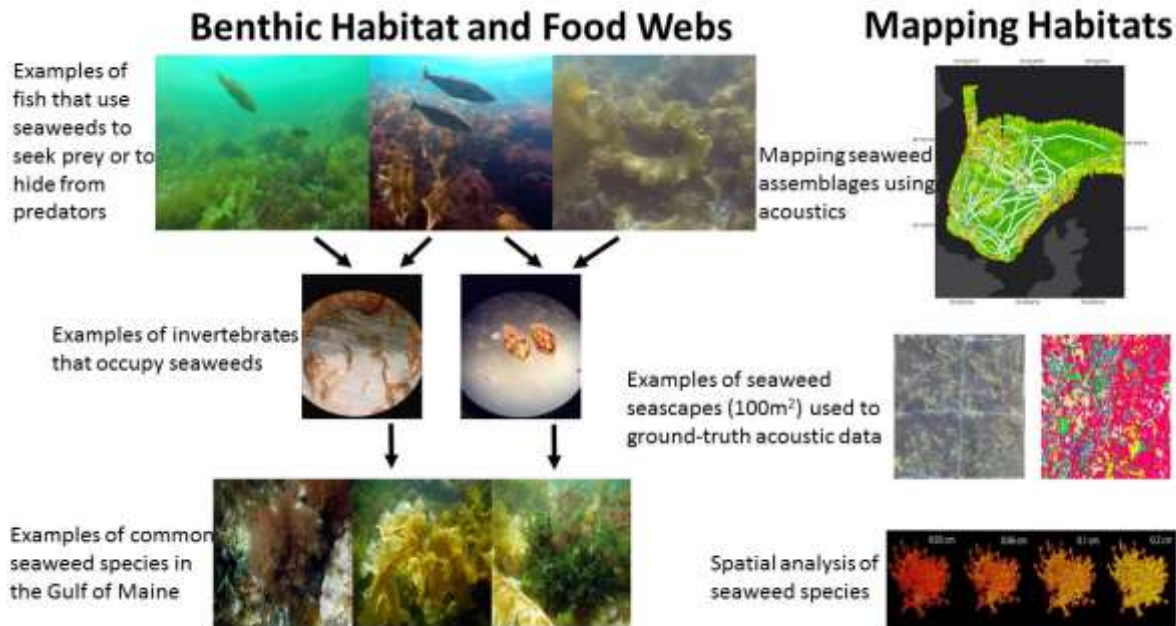 Benthic Habitat and Food Webs
Mapping Habitats
Examples of
fish that use
seaweeds to
seek prey or to
hide from
predators
Mapping seaweed
assemblages using
acoustics
Examples of invertebrates
that occupy seaweeds
Examples of seaweed
seascapes (100m²) used to
ground-truth acoustic data
Examples of common
seaweed species in
the Gulf of Maine
Spatial analysis of
seaweed species